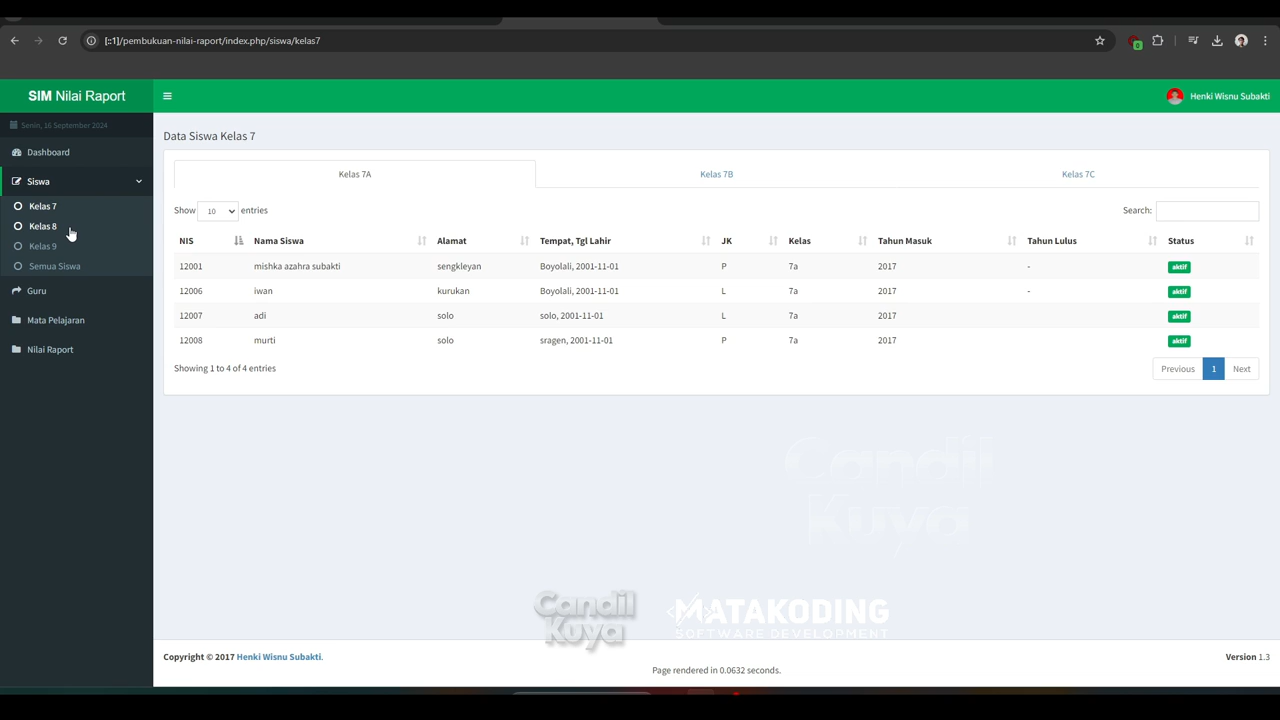 [::1]/pembukuan-nilai-raport/index.php/siswa/kelas7
SIM Nilai Raport
Henki Wisnu Subakti
Senin, 16 September 2024
Dashboard
Siswa
Kelas 7
Kelas 8
Kelas 9
Semua Siswa
Guru
Mata Pelajaran
Nilai Raport
Data Siswa Kelas 7
Kelas 7A Kelas 7B Kelas 7C
Show 10 entries Search:
NIS Nama Siswa Alamat Tempat, Tgl Lahir JK Kelas Tahun Masuk Tahun Lulus Status
12001 mishka azahra subakti sengkleyan Boyolali, 2001-11-01 P 7a 2017 - aktif
12006 iwan kurukan Boyolali, 2001-11-01 L 7a 2017 - aktif
12007 adi solo solo, 2001-11-01 L 7a 2017 aktif
12008 murti solo sragen, 2001-11-01 P 7a 2017 aktif
Showing 1 to 4 of 4 entries Previous 1 Next
Candil
Kuya
Candil
Kuya
MATAKODING
SOFTWARE DEVELOPMENT
Copyright © 2017 Henki Wisnu Subakti. Version 1.3
Page rendered in 0.0632 seconds.